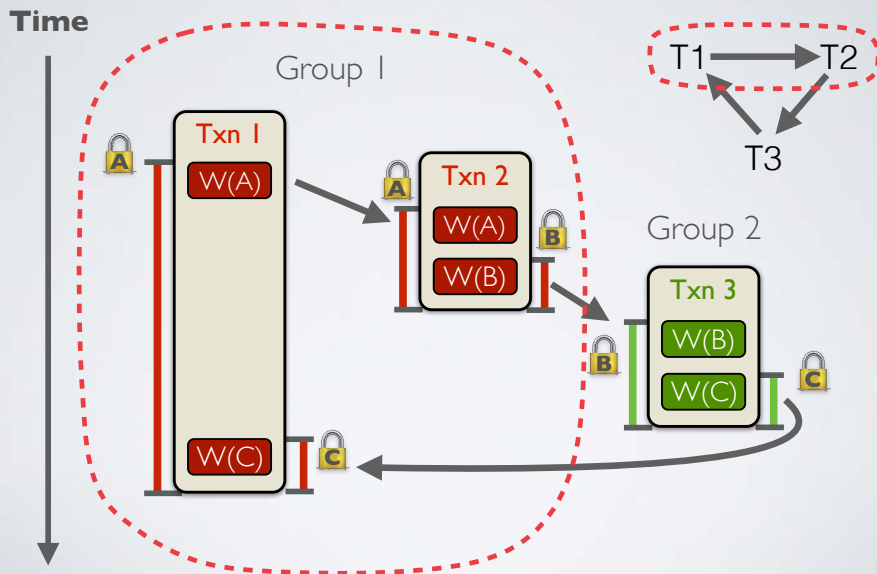 Time
Group 1
T1
T2
T3
Txn 1
A
W(A)
A
Txn 2
W(A)
B
W(B)
Group 2
Txn 3
B
W(B)
W(C)
C
W(C)
C